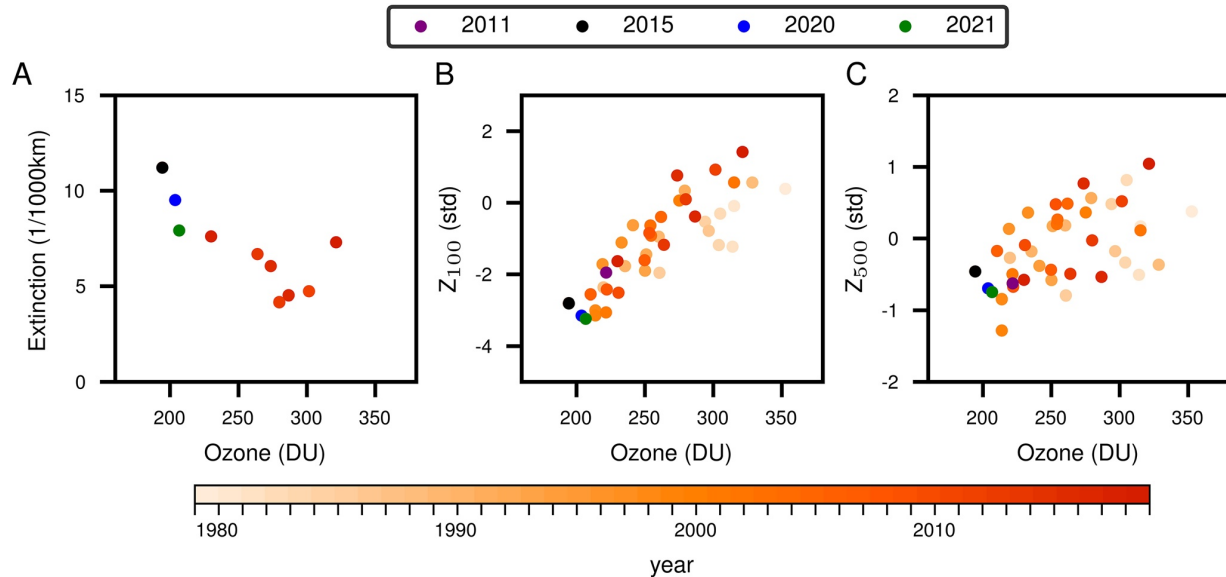 2011 2015 2020 2021
A B C
15
10
5
0
Extinction (1/1000km)
200 250 300 350
Ozone (DU)
2
0
-2
-4
Z100 (std)
200 250 300 350
Ozone (DU)
2
1
0
-1
-2
Z500 (std)
200 250 300 350
Ozone (DU)
1980 1990 2000 2010
year